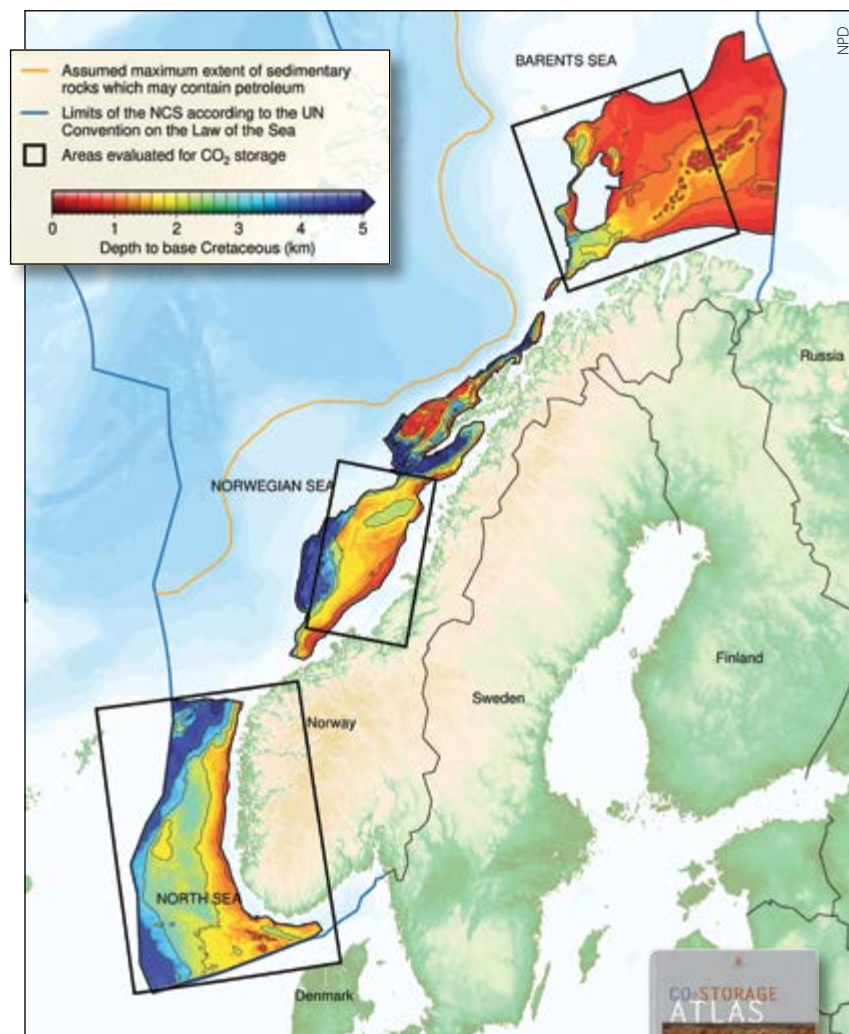 NPD
BARENTS SEA
Assumed maximum extent of sedimentary
rocks which may contain petroleum
Limits of the NCS according to the UN
Convention on the Law of the Sea
Areas evaluated for CO₂ storage
0 1 2 3 4 5
Depth to base Cretaceous (km)
Russia
NORWEGIAN SEA
Finland
Sweden
Norway
NORTH SEA
Denmark
CO₂STORAGE
ATLAS